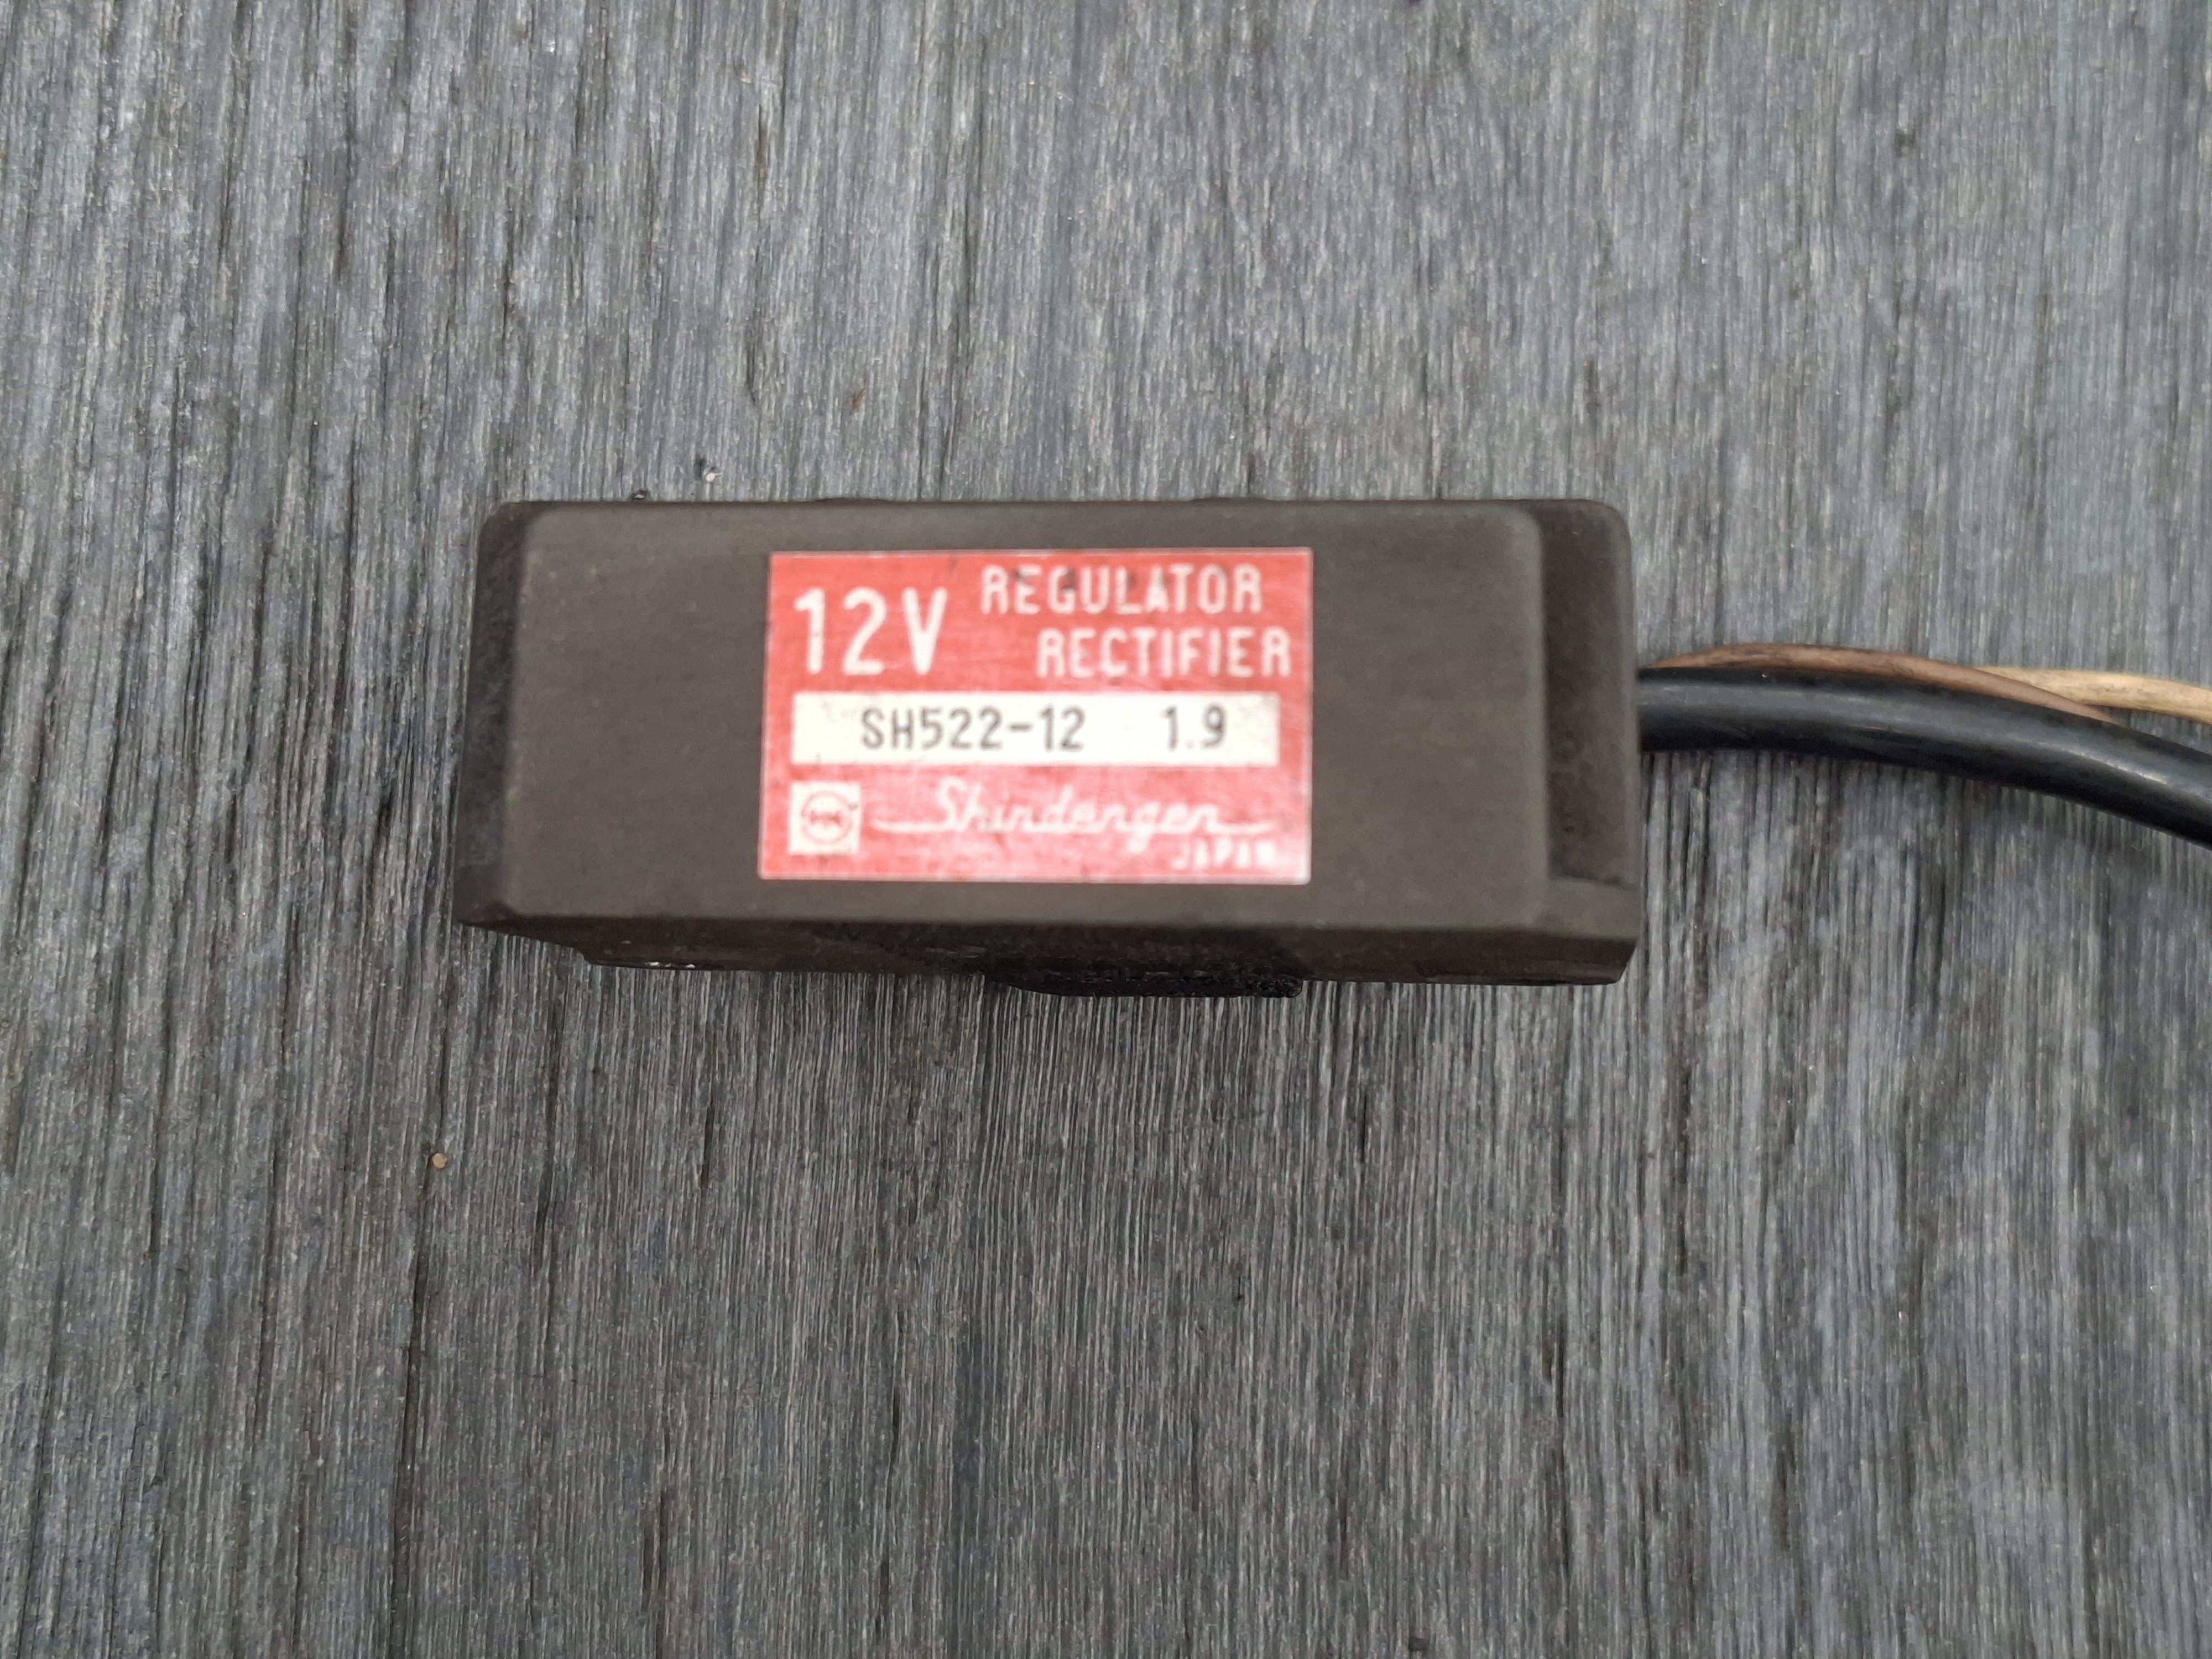 12V REGULATOR
RECTIFIER
SH522-12 1.9
Shindengen
JAPAN